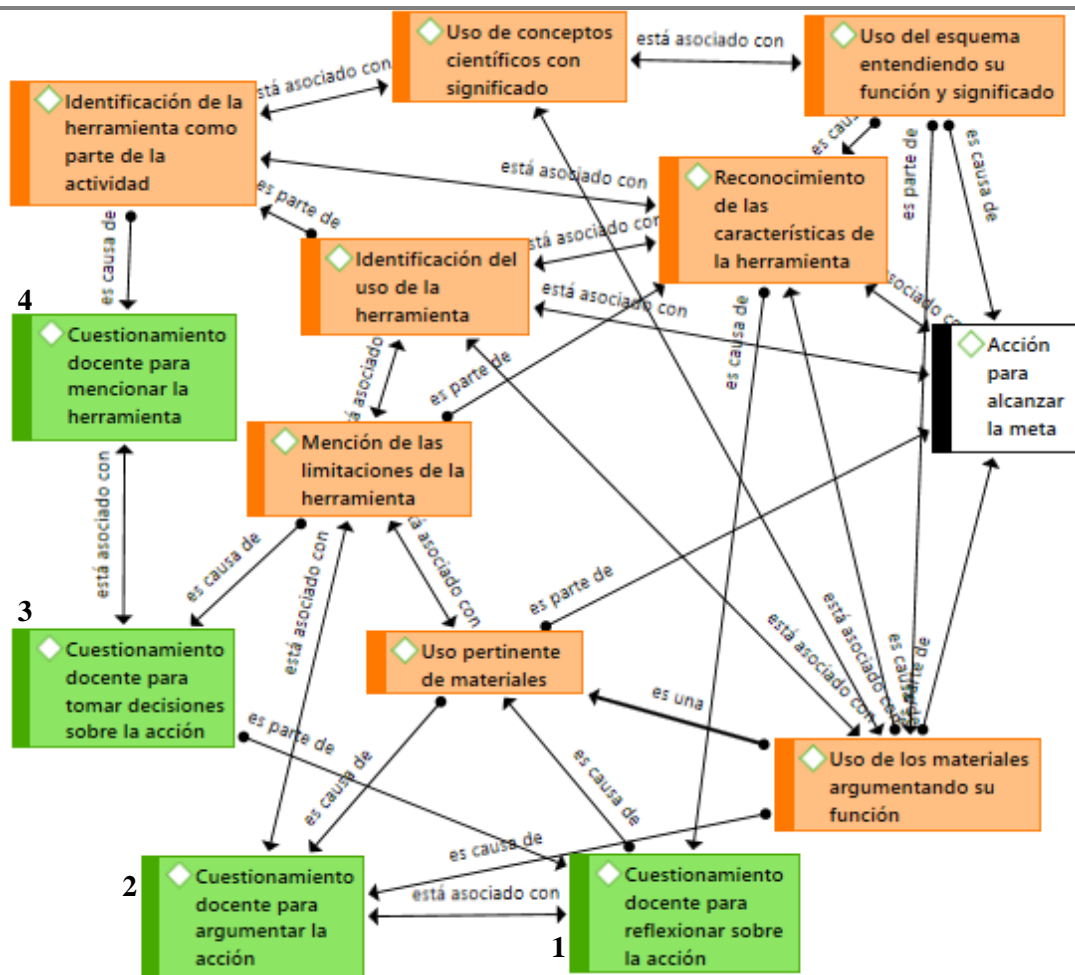 Uso de conceptos
científicos con
significado
está asociado con
Uso del esquema
entendiendo su
función y significado
está asociado con
Identificación de la
herramienta como
parte de la
actividad
es causa
es parte de
es causa de
está asociado con
Reconocimiento
de las
características de
la herramienta
es parte de
está asociado con
Identificación del
uso de la
herramienta
es causa de
está asociado con
asociado
4
Cuestionamiento
docente para
mencionar la
herramienta
Acción
para
alcanzar
la meta
es causa de
está asociado
es parte de
Mención de las
limitaciones de la
herramienta
está asociado con
es causa de
está asociado con
está asociado con
es parte de
3
Cuestionamiento
docente para
tomar decisiones
sobre la acción
Uso pertinente
de materiales
está asociado con
está asociado con
es causa de
parte de
es una
es parte de
Uso de los materiales
argumentando su
función
es causa de
es causa de
es causa de
2
Cuestionamiento
docente para
argumentar la
acción
está asociado con
1
Cuestionamiento
docente para
reflexionar sobre
la acción